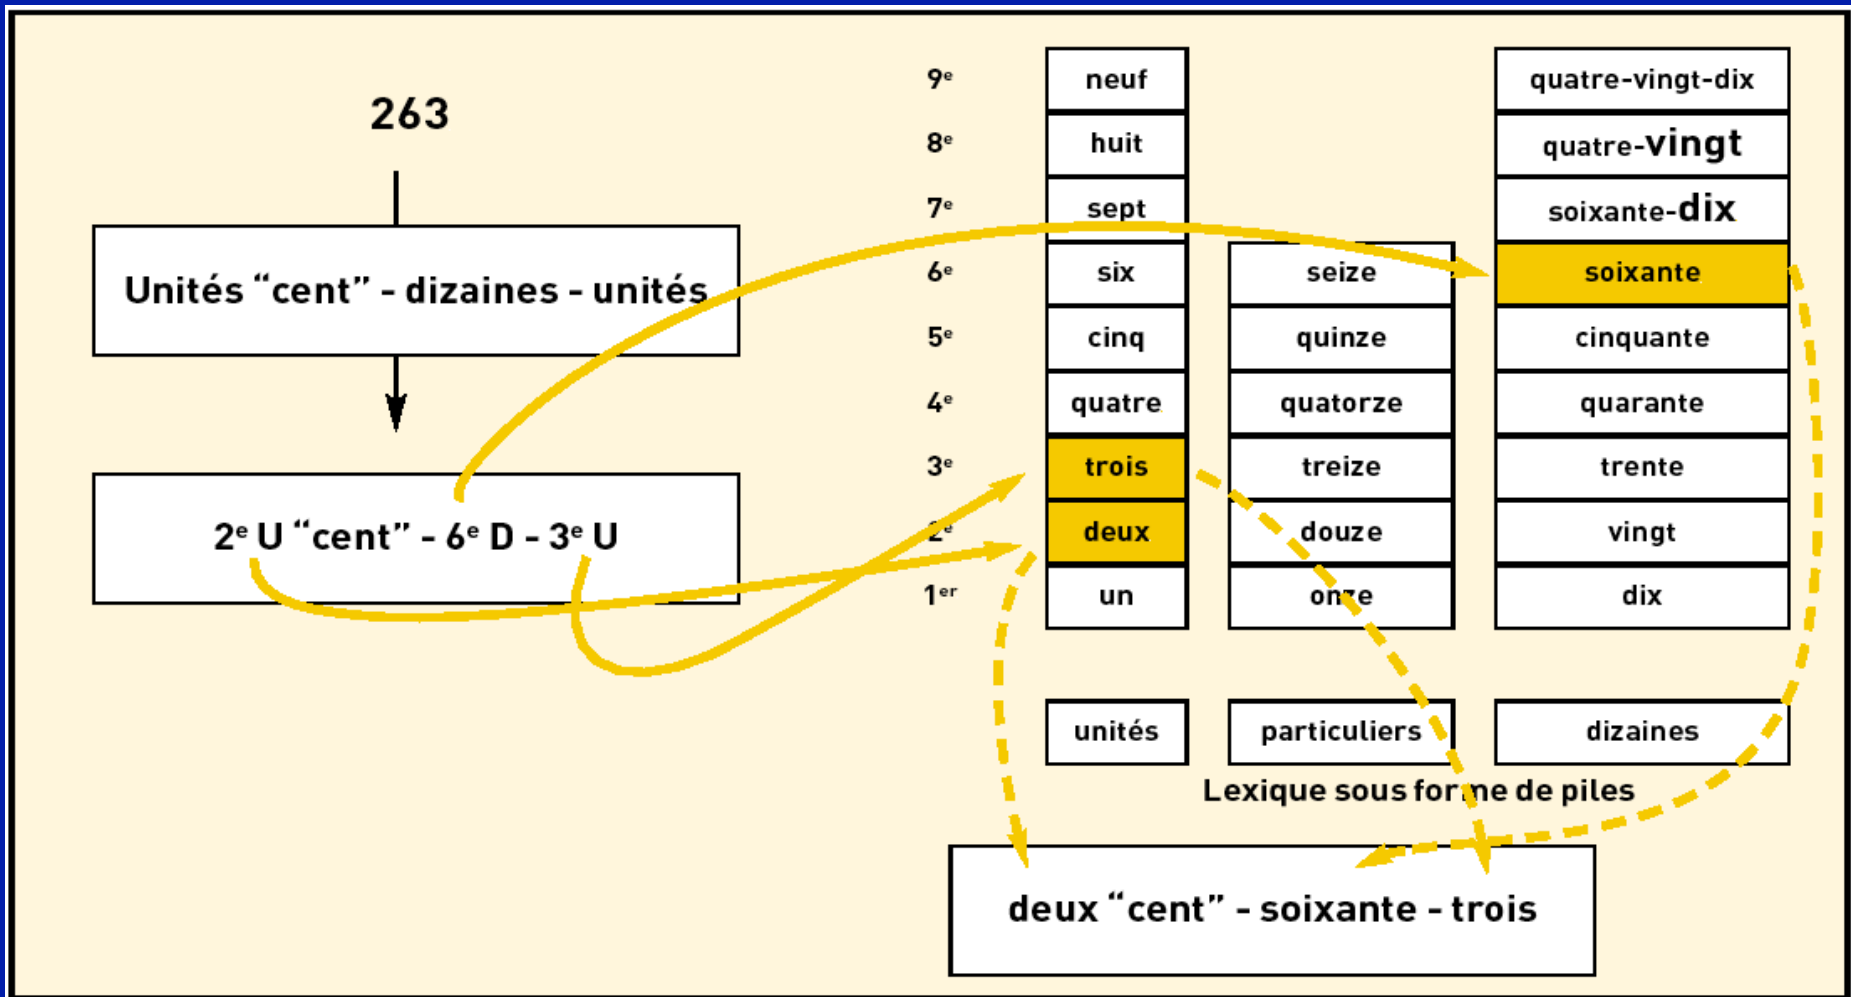 263
Unités “cent” - dizaines - unités
2e U “cent” - 6e D - 3e U
9e neuf quatre-vingt-dix
8e huit quatre-vingt
7e sept soixante-dix
6e six seize soixante
5e cinq quinze cinquante
4e quatre quatorze quarante
3e trois treize trente
2e deux douze vingt
1er un onze dix
unités particuliers dizaines
Lexique sous forme de piles
deux “cent” - soixante - trois